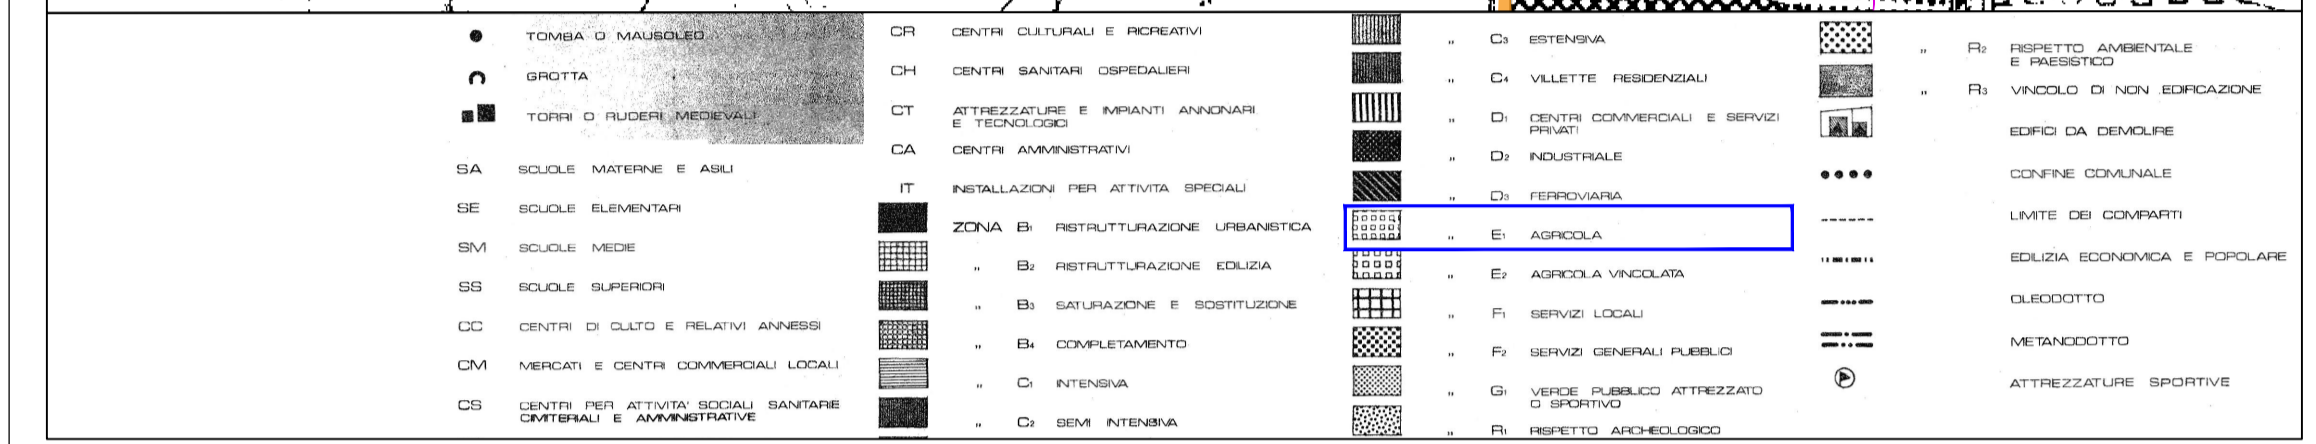 TOMBA O MAUSOLEO
GROTTA
TORRI O RUDERI MEDIEVALI
SA SCUOLE MATERNE E ASILI
SE SCUOLE ELEMENTARI
SM SCUOLE MEDIE
SS SCUOLE SUPERIORI
CC CENTRI DI CULTO E RELATIVI ANNESSI
CM MERCATI E CENTRI COMMERCIALI LOCALI
CS CENTRI PER ATTIVITA' SOCIALI SANITARIE
CIMITERIALI E AMMINISTRATIVE
CR CENTRI CULTURALI E RICREATIVI
CH CENTRI SANITARI OSPEDALIERI
CT ATTREZZATURE E IMPIANTI ANNONARI
E TECNOLOGICI
CA CENTRI AMMINISTRATIVI
IT INSTALLAZIONI PER ATTIVITA SPECIALI
ZONA B1 RISTRUTTURAZIONE URBANISTICA
" B2 RISTRUTTURAZIONE EDILIZIA
" B3 SATURAZIONE E SOSTITUZIONE
" B4 COMPLETAMENTO
" C1 INTENSIVA
" C2 SEMI INTENSIVA
" C3 ESTENSIVA
" C4 VILLETTE RESIDENZIALI
" D1 CENTRI COMMERCIALI E SERVIZI
PRIVATI
" D2 INDUSTRIALE
" D3 FERROVIARIA
" E1 AGRICOLA
" E2 AGRICOLA VINCOLATA
" F1 SERVIZI LOCALI
" F2 SERVIZI GENERALI PUBBLICI
" G1 VERDE PUBBLICO ATTREZZATO
O SPORTIVO
" R1 RISPETTO ARCHEOLOGICO
" R2 RISPETTO AMBIENTALE
E PAESISTICO
" R3 VINCOLO DI NON EDIFICAZIONE
EDIFICI DA DEMOLIRE
CONFINE COMUNALE
LIMITE DEI COMPARTI
EDILIZIA ECONOMICA E POPOLARE
OLEODOTTO
METANODOTTO
ATTREZZATURE SPORTIVE